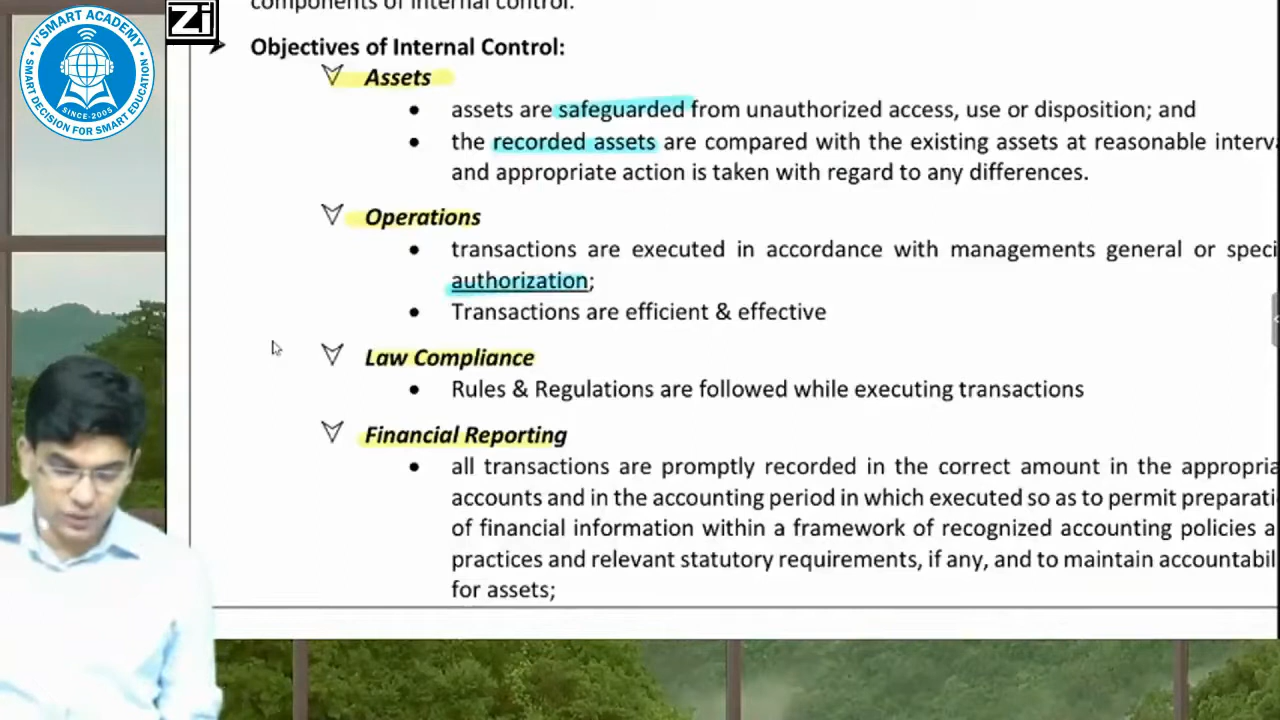 components of internal control.
V'SMART ACADEMY
SMART DECISION FOR SMART EDUCATION
SINCE-2005
Zi
Objectives of Internal Control:
Assets
assets are safeguarded from unauthorized access, use or disposition; and
the recorded assets are compared with the existing assets at reasonable
and appropriate action is taken with regard to any differences.
Operations
transactions are executed in accordance with managements general or
authorization;
Transactions are efficient & effective
Law Compliance
Rules & Regulations are followed while executing transactions
Financial Reporting
all transactions are promptly recorded in the correct amount in the
accounts and in the accounting period in which executed so as to permit
of financial information within a framework of recognized accounting policies
practices and relevant statutory requirements, if any, and to maintain
for assets;